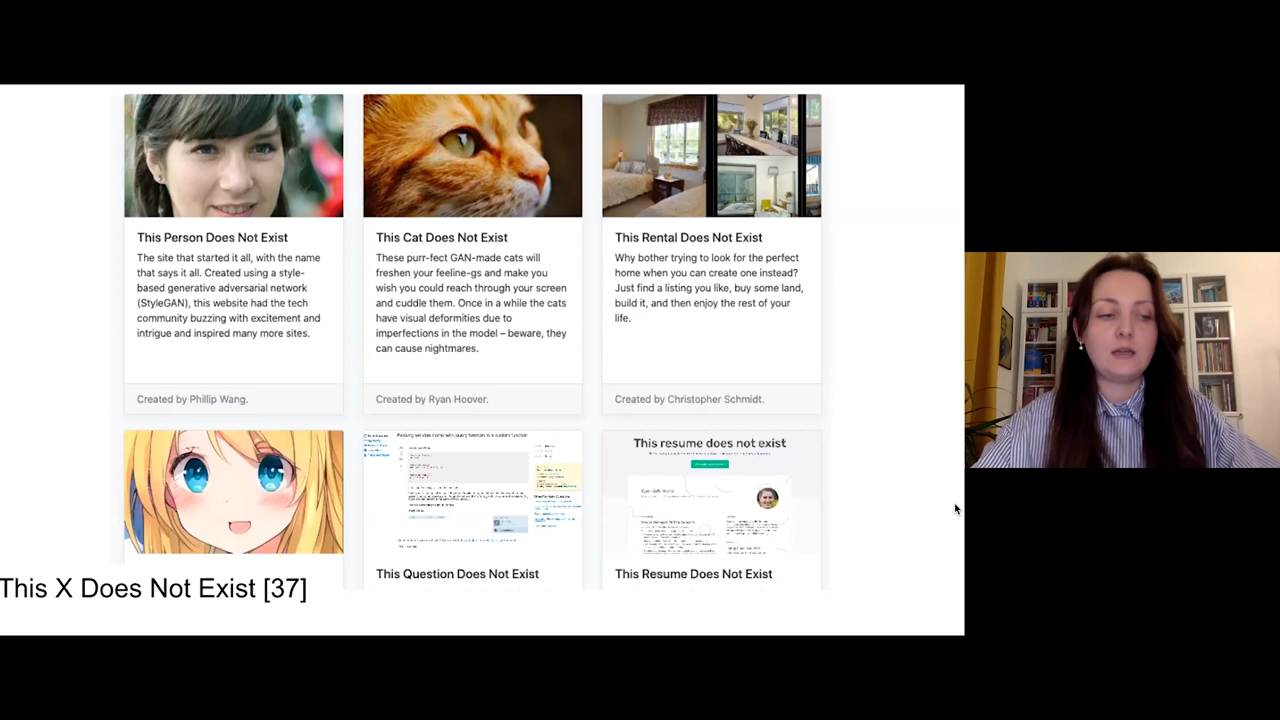 This Person Does Not Exist
The site that started it all, with the name
that says it all. Created using a style-
based generative adversarial network
(StyleGAN), this website had the tech
community buzzing with excitement and
intrigue and inspired many more sites.
Created by Phillip Wang.
This Cat Does Not Exist
These purr-fect GAN-made cats will
freshen your feeline-gs and make you
wish you could reach through your screen
and cuddle them. Once in a while the cats
have visual deformities due to
imperfections in the model – beware, they
can cause nightmares.
Created by Ryan Hoover.
This Rental Does Not Exist
Why bother trying to look for the perfect
home when you can create one instead?
Just find a listing you like, buy some land,
build it, and then enjoy the rest of your
life.
Created by Christopher Schmidt.
This resume does not exist
This Question Does Not Exist
This Resume Does Not Exist
This X Does Not Exist [37]